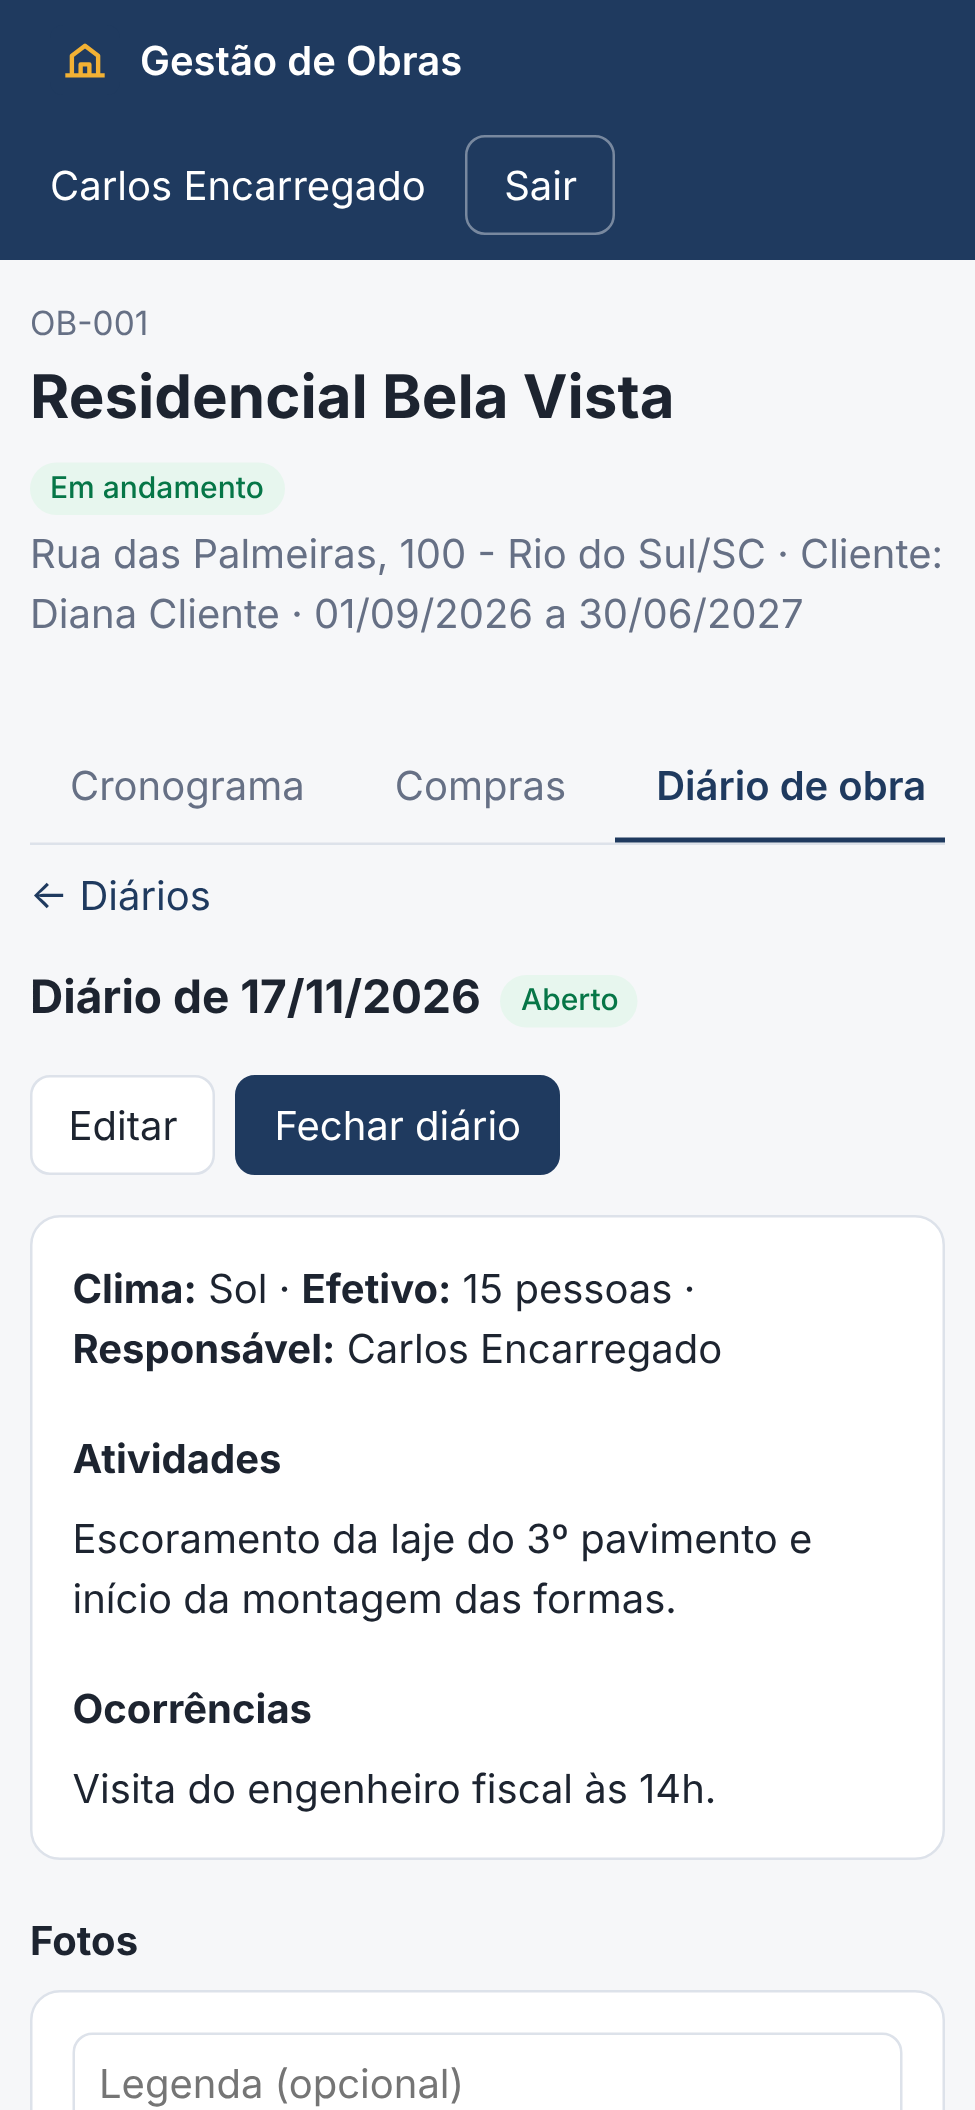 Gestão de Obras
Carlos Encarregado
Sair
OB-001
Residencial Bela Vista
Em andamento
Rua das Palmeiras, 100 - Rio do Sul/SC · Cliente:
Diana Cliente · 01/09/2026 a 30/06/2027
Cronograma Compras Diário de obra
← Diários
Diário de 17/11/2026 Aberto
Editar Fechar diário
Clima: Sol · Efetivo: 15 pessoas ·
Responsável: Carlos Encarregado
Atividades
Escoramento da laje do 3º pavimento e
início da montagem das formas.
Ocorrências
Visita do engenheiro fiscal às 14h.
Fotos
Legenda (opcional)